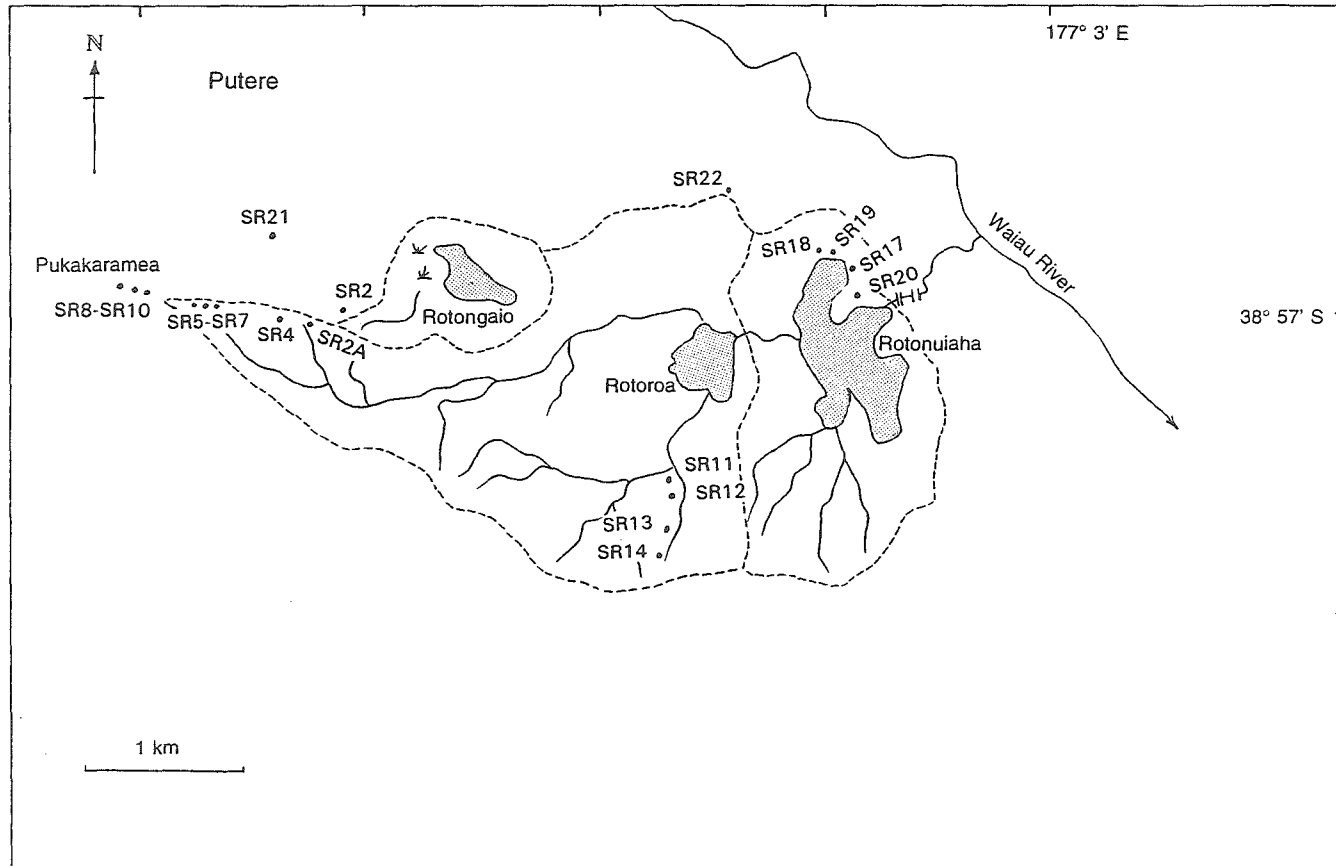 177° 3' E
N
Putere
SR22
SR21
SR18
SR19
SR17
SR20
Waiau River
Pukakaramea
SR8-SR10
SR5-SR7
SR4
SR2A
SR2
Rotongaio
38° 57' S
Rotonuiaha
Rotoroa
SR11
SR12
SR13
SR14
1 km